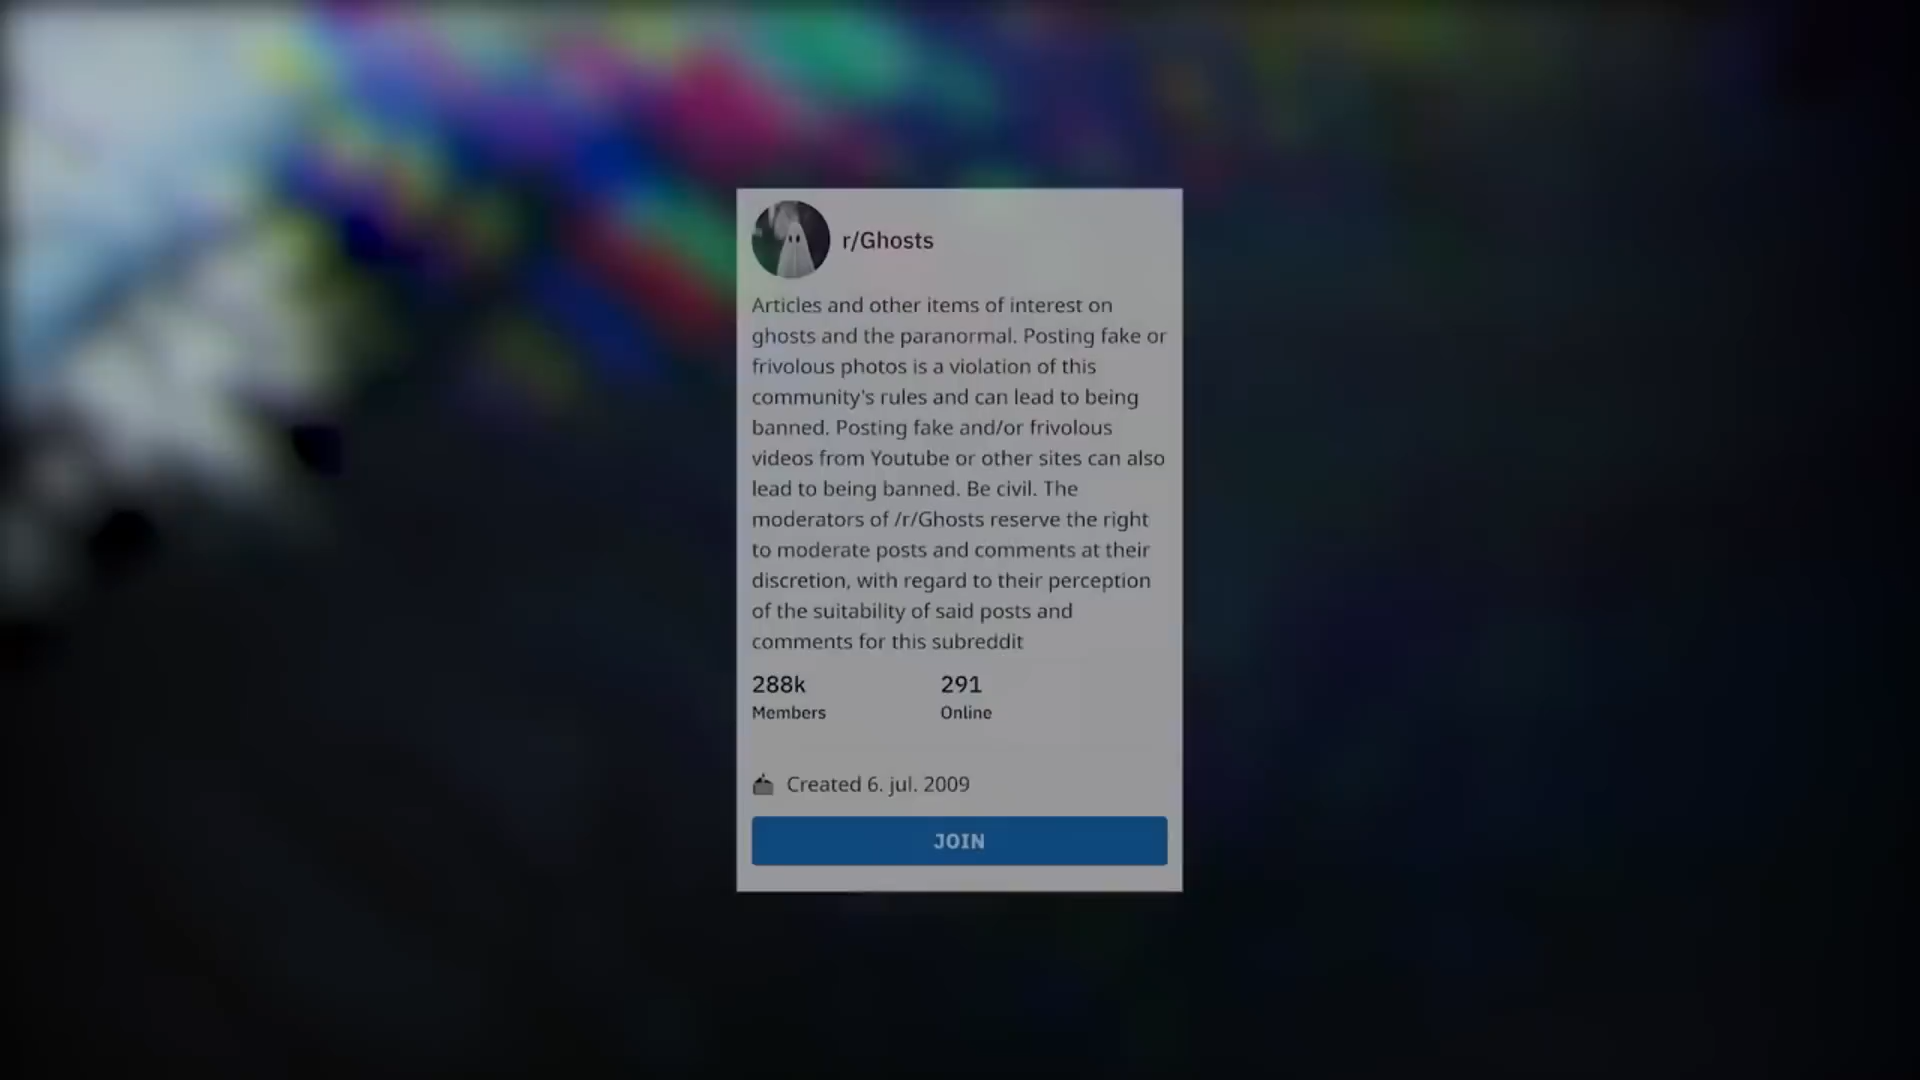 r/Ghosts
Articles and other items of interest on
ghosts and the paranormal. Posting fake or
frivolous photos is a violation of this
community's rules and can lead to being
banned. Posting fake and/or frivolous
videos from Youtube or other sites can also
lead to being banned. Be civil. The
moderators of /r/Ghosts reserve the right
to moderate posts and comments at their
discretion, with regard to their perception
of the suitability of said posts and
comments for this subreddit
288k 291
Members Online
Created 6. jul. 2009
JOIN